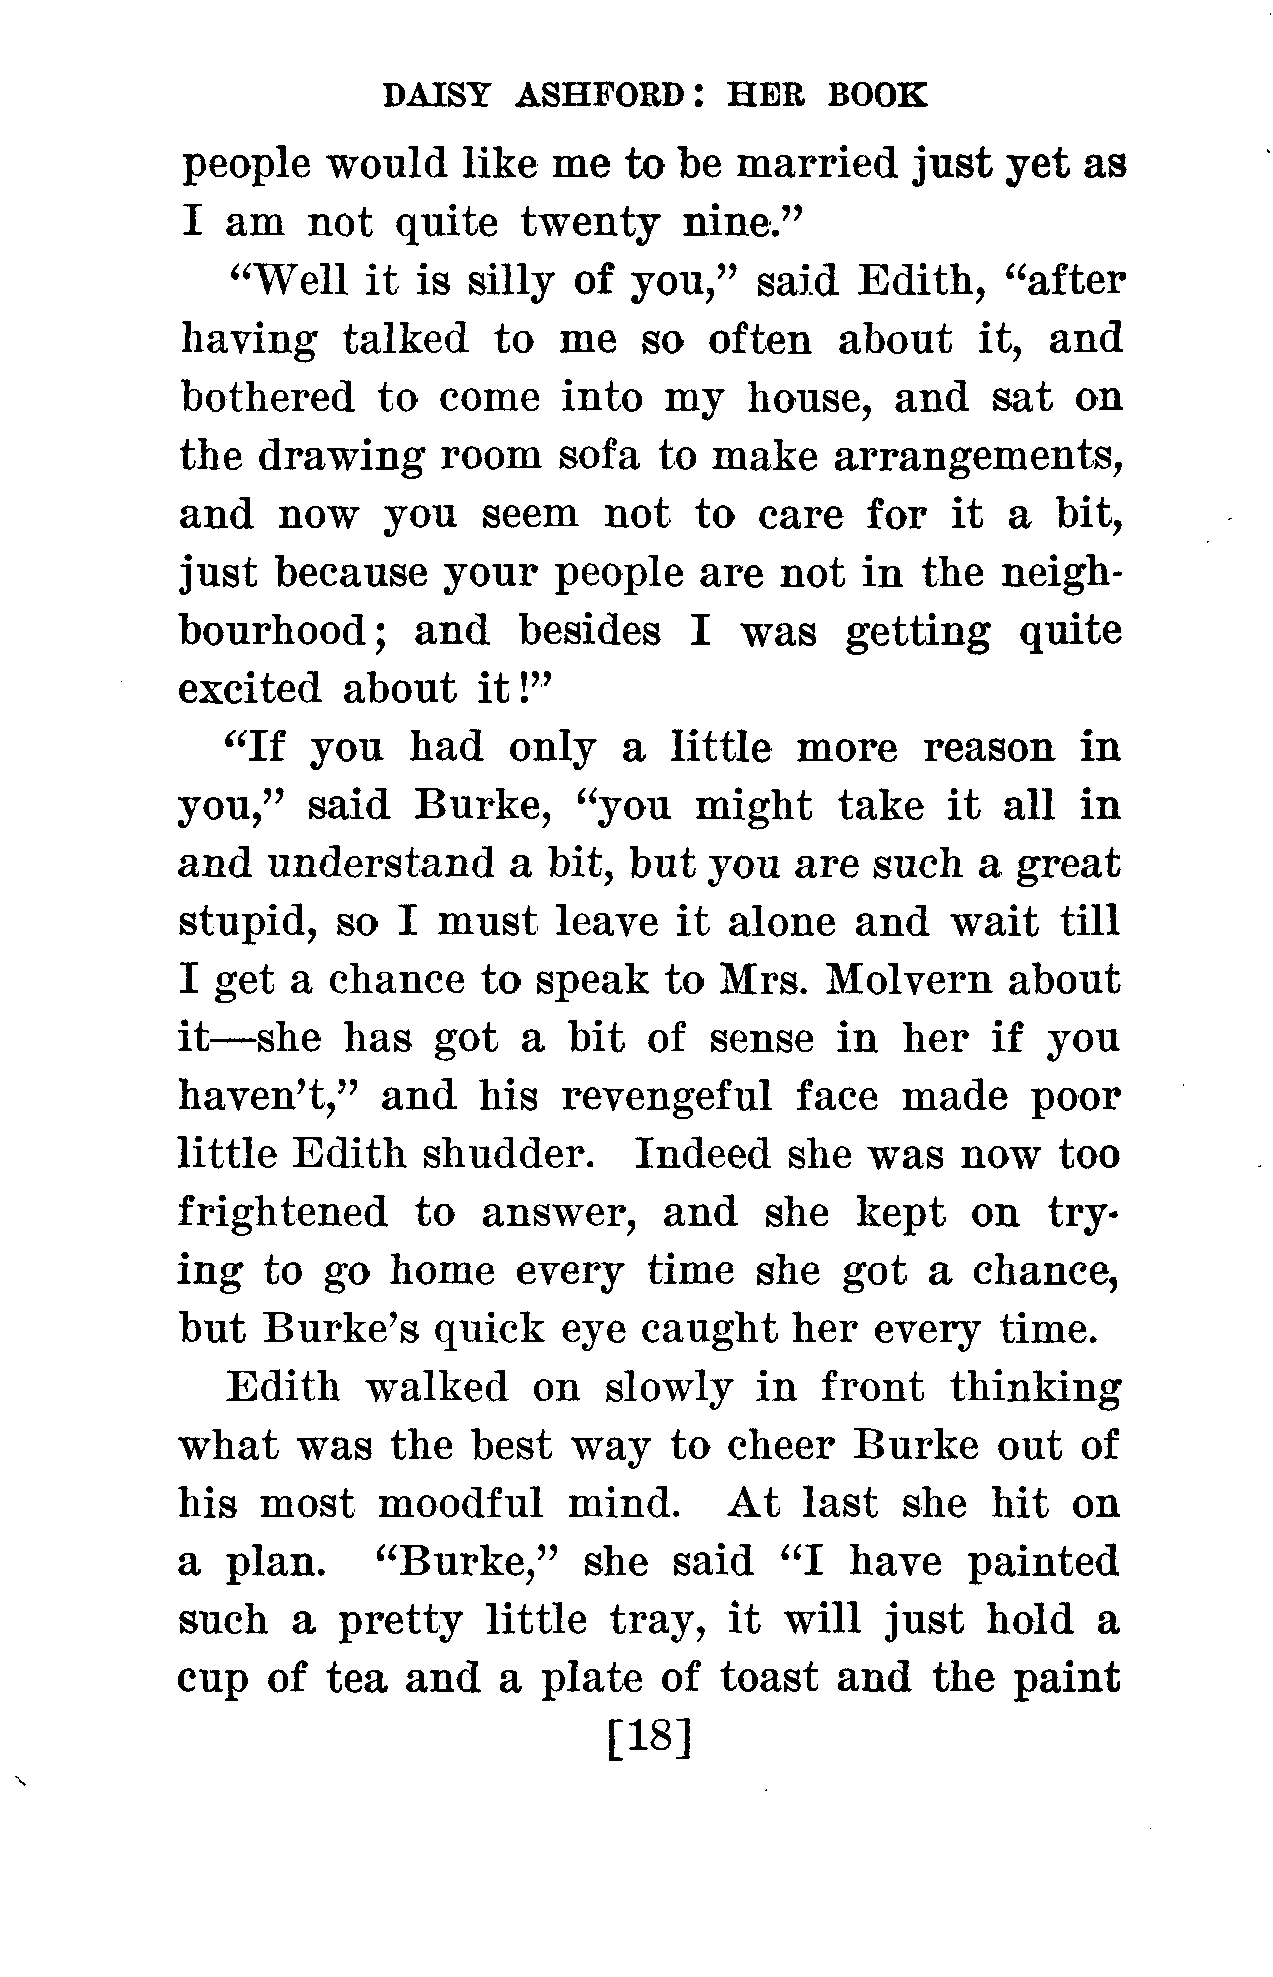 DAISY ASHFORD: HER BOOK
people would like me to be married just yet as
I am not quite twenty nine.”
“Well it is silly of you,” said Edith, “after
having talked to me so often about it, and
bothered to come into my house, and sat on
the drawing room sofa to make arrangements,
and now you seem not to care for it a bit,
just because your people are not in the neigh-
bourhood; and besides I was getting quite
excited about it!”
“If you had only a little more reason in
you,” said Burke, “you might take it all in
and understand a bit, but you are such a great
stupid, so I must leave it alone and wait till
I get a chance to speak to Mrs. Molvern about
it—she has got a bit of sense in her if you
haven’t,” and his revengeful face made poor
little Edith shudder. Indeed she was now too
frightened to answer, and she kept on try-
ing to go home every time she got a chance,
but Burke’s quick eye caught her every time.
Edith walked on slowly in front thinking
what was the best way to cheer Burke out of
his most moodful mind. At last she hit on
a plan. “Burke,” she said “I have painted
such a pretty little tray, it will just hold a
cup of tea and a plate of toast and the paint
[18]